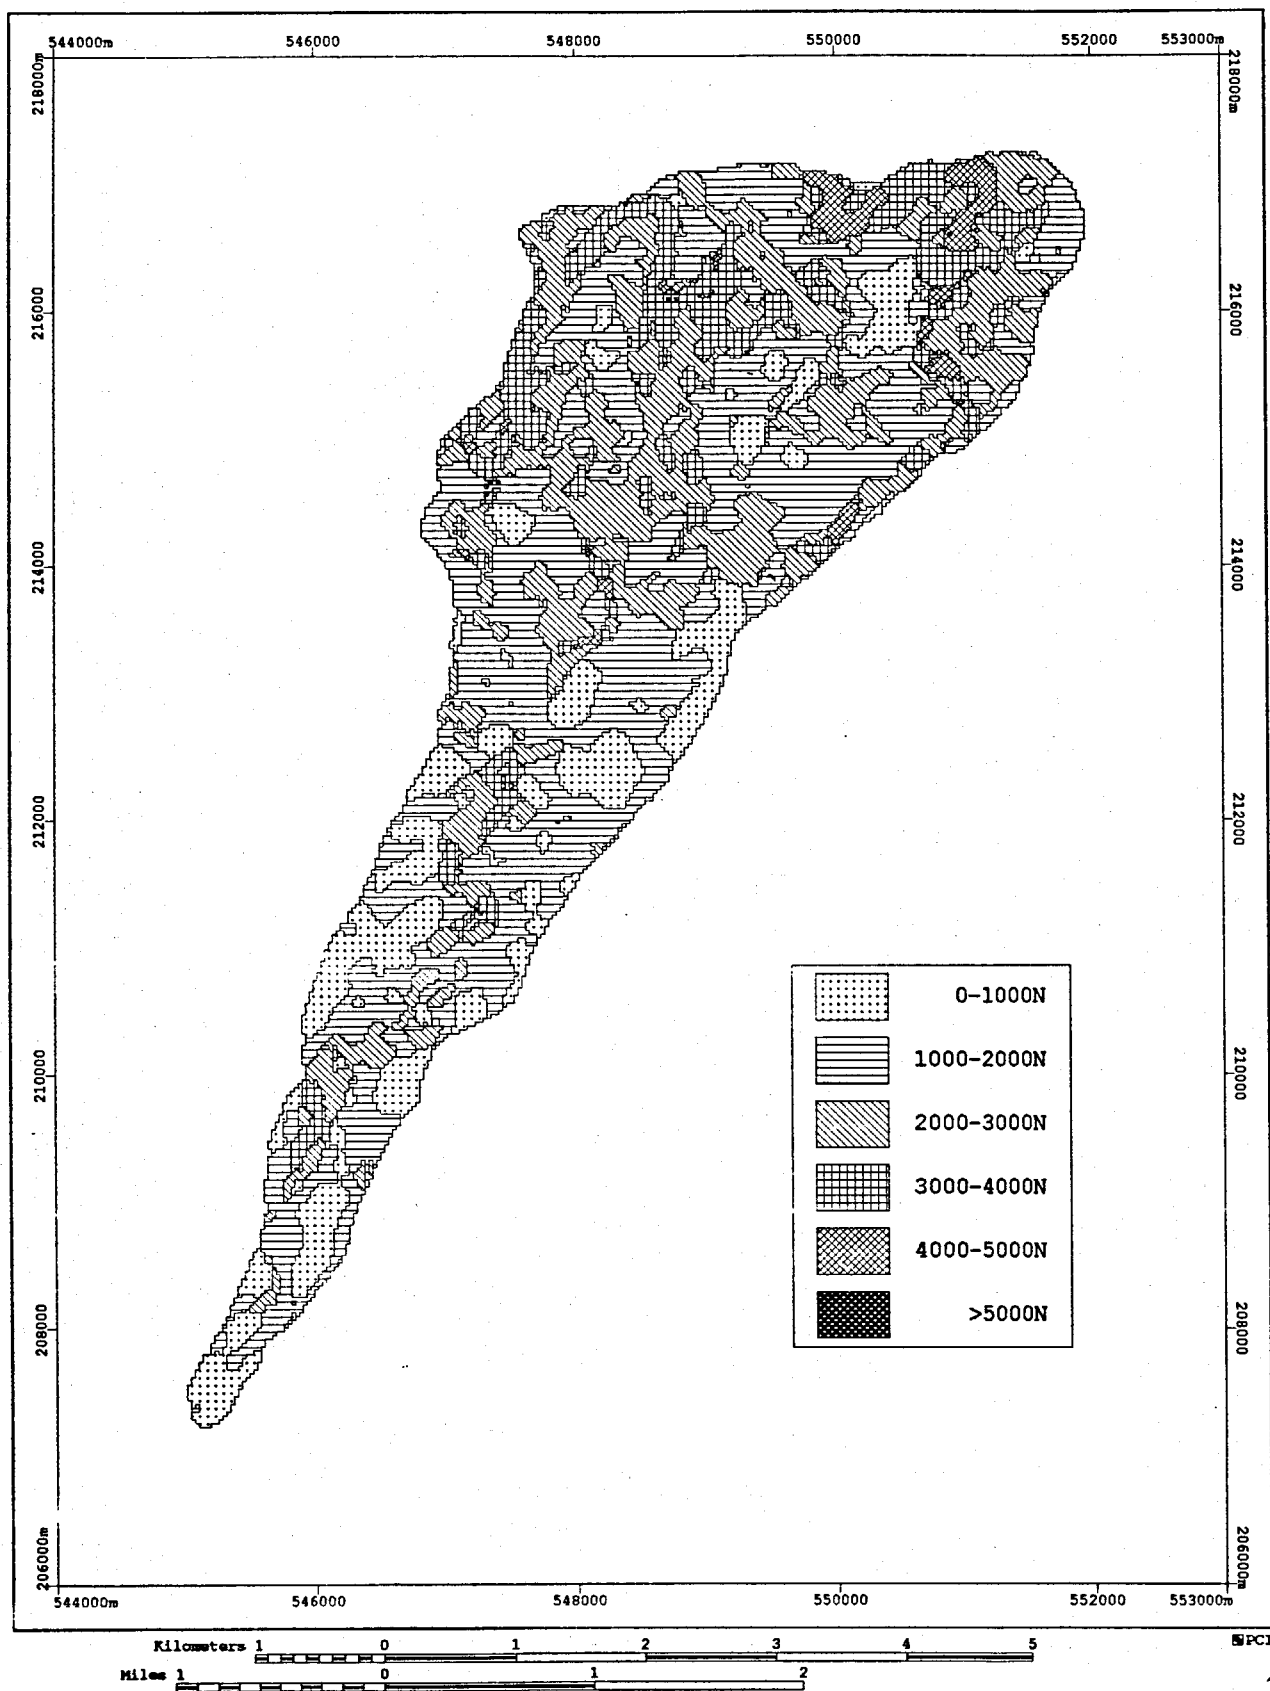 544000m 546000 548000 550000 552000 553000m
218000m 218000m
216000 216000
214000 214000
212000 212000
210000 210000
208000 208000
206000m 206000m
0-1000N
1000-2000N
2000-3000N
3000-4000N
4000-5000N
>5000N
544000m 546000 548000 550000 552000 553000m
Kilometers 1 0 1 2 3 4 5
PCI
Miles 1 0 1 2